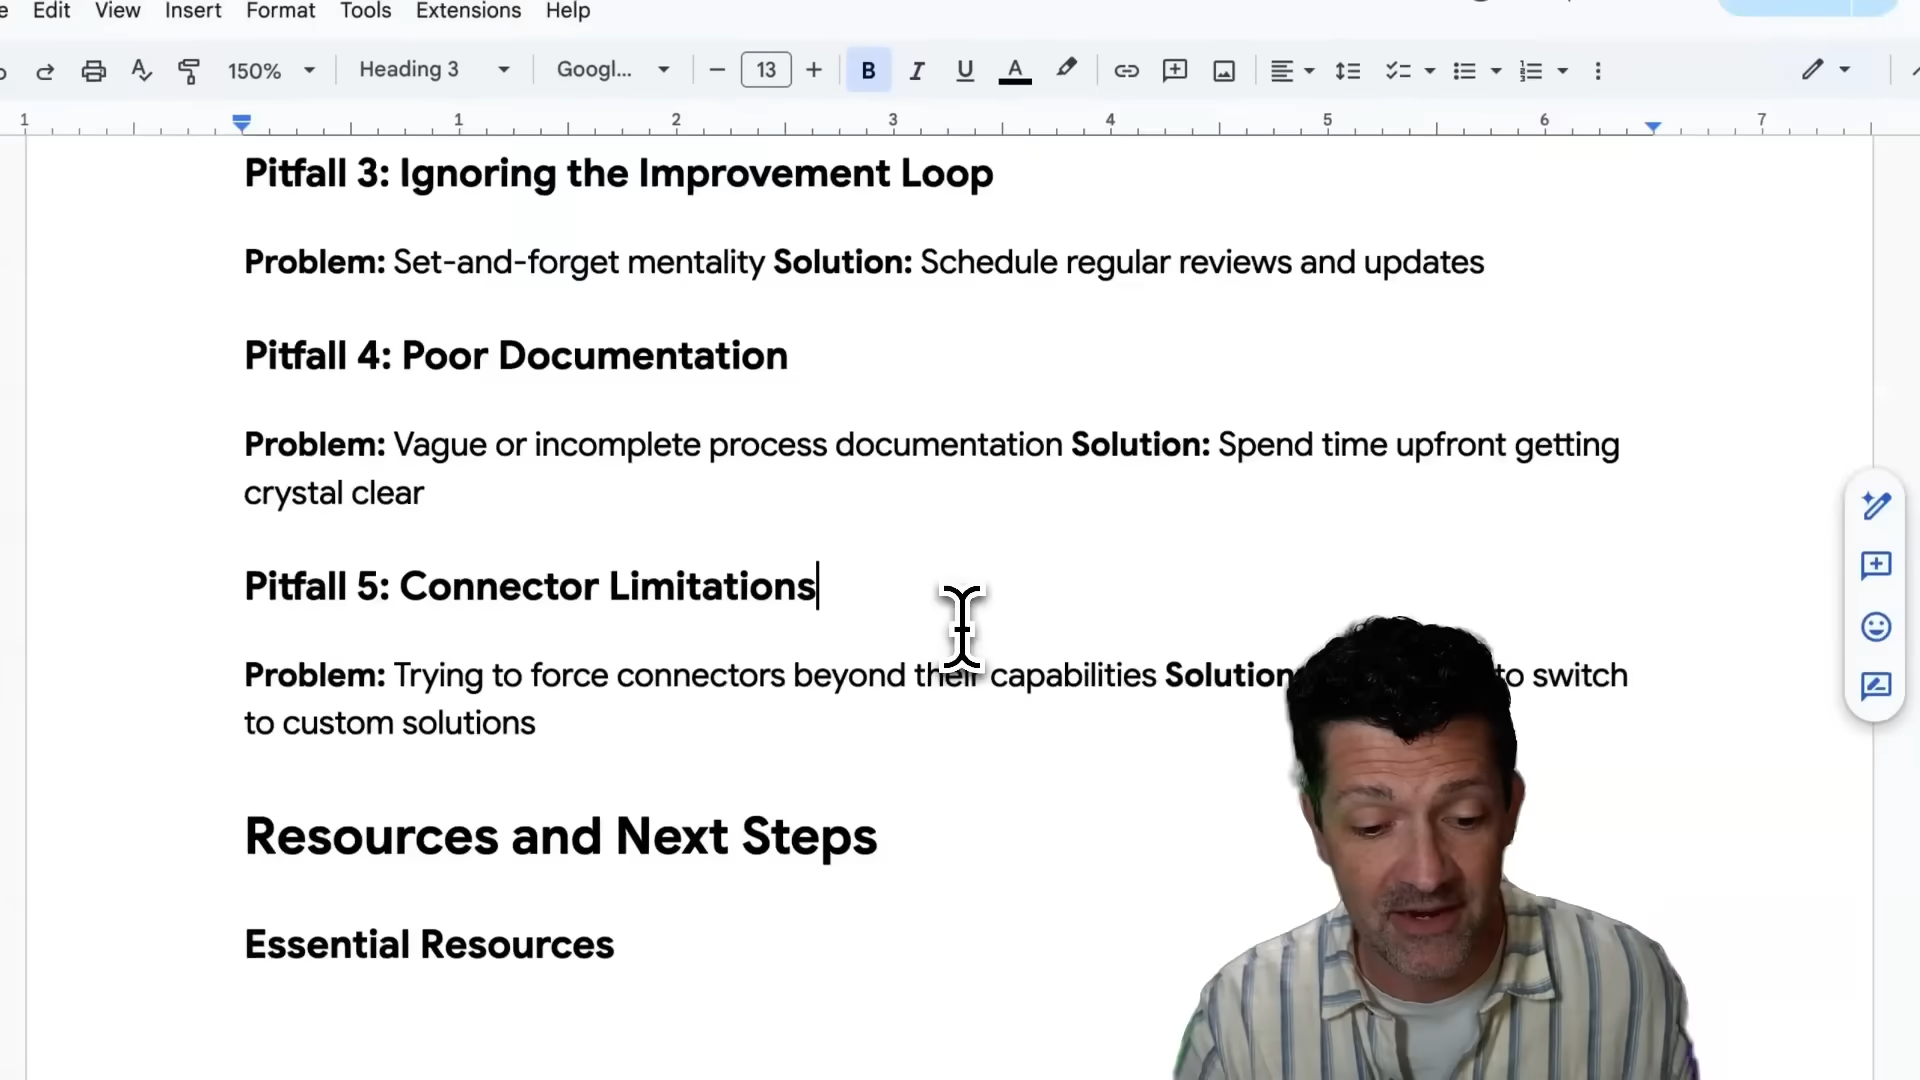 Edit View Insert Format Tools Extensions Help
150% Heading 3 Googl... 13 B I U A
1 1 2 3 4 5 6 7
Pitfall 3: Ignoring the Improvement Loop
Problem: Set-and-forget mentality Solution: Schedule regular reviews and updates
Pitfall 4: Poor Documentation
Problem: Vague or incomplete process documentation Solution: Spend time upfront getting
crystal clear
Pitfall 5: Connector Limitations
Problem: Trying to force connectors beyond their capabilities Solution to switch
to custom solutions
Resources and Next Steps
Essential Resources